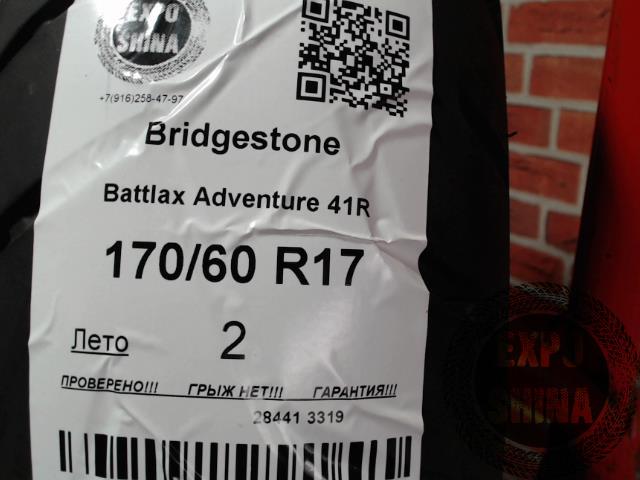 EXPO
SHINA
+7(916)258-47-97
Bridgestone
Battlax Adventure 41R
170/60 R17
Лето 2
ПРОВЕРЕНО!!! ГРЫЖ НЕТ!!! ГАРАНТИЯ!!!
28441 3319
EXPO
SHINA